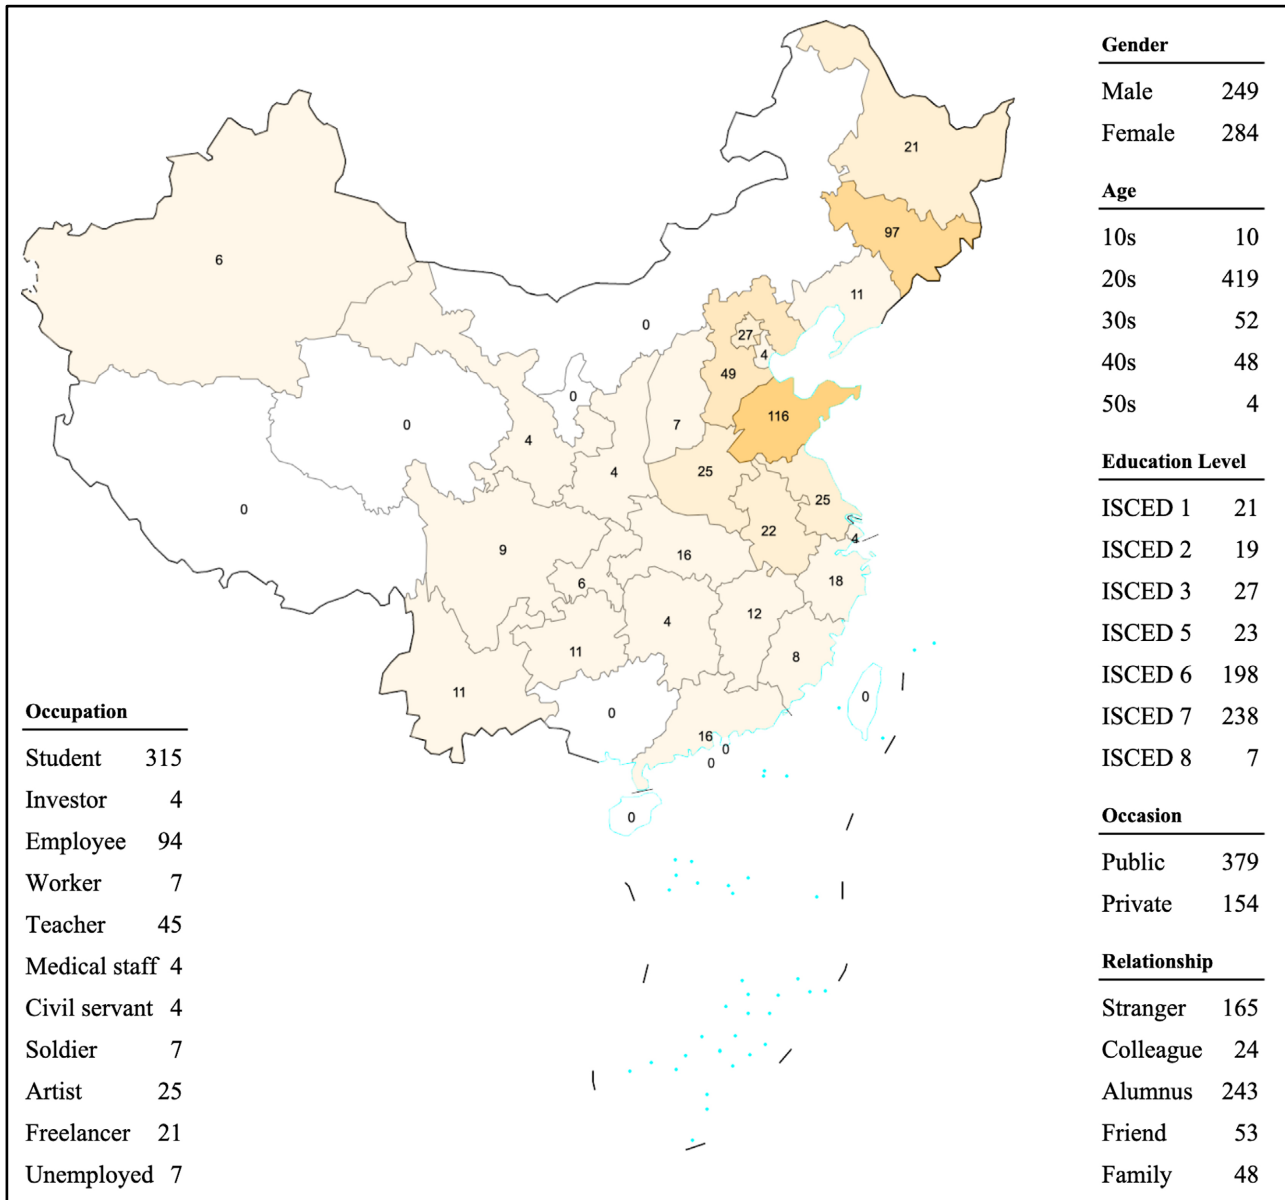 Gender
Male 249
Female 284
Age
10s 10
20s 419
30s 52
40s 48
50s 4
Education Level
ISCED 1 21
ISCED 2 19
ISCED 3 27
ISCED 5 23
ISCED 6 198
ISCED 7 238
ISCED 8 7
Occasion
Public 379
Private 154
Relationship
Stranger 165
Colleague 24
Alumnus 243
Friend 53
Family 48
Occupation
Student 315
Investor 4
Employee 94
Worker 7
Teacher 45
Medical staff 4
Civil servant 4
Soldier 7
Artist 25
Freelancer 21
Unemployed 7
21
97
6
11
0
27
4
49
0
116
7
0
4
4
25
25
0
22
4
9
16
6
18
4
12
11
8
11
0
0
16
0
0
0